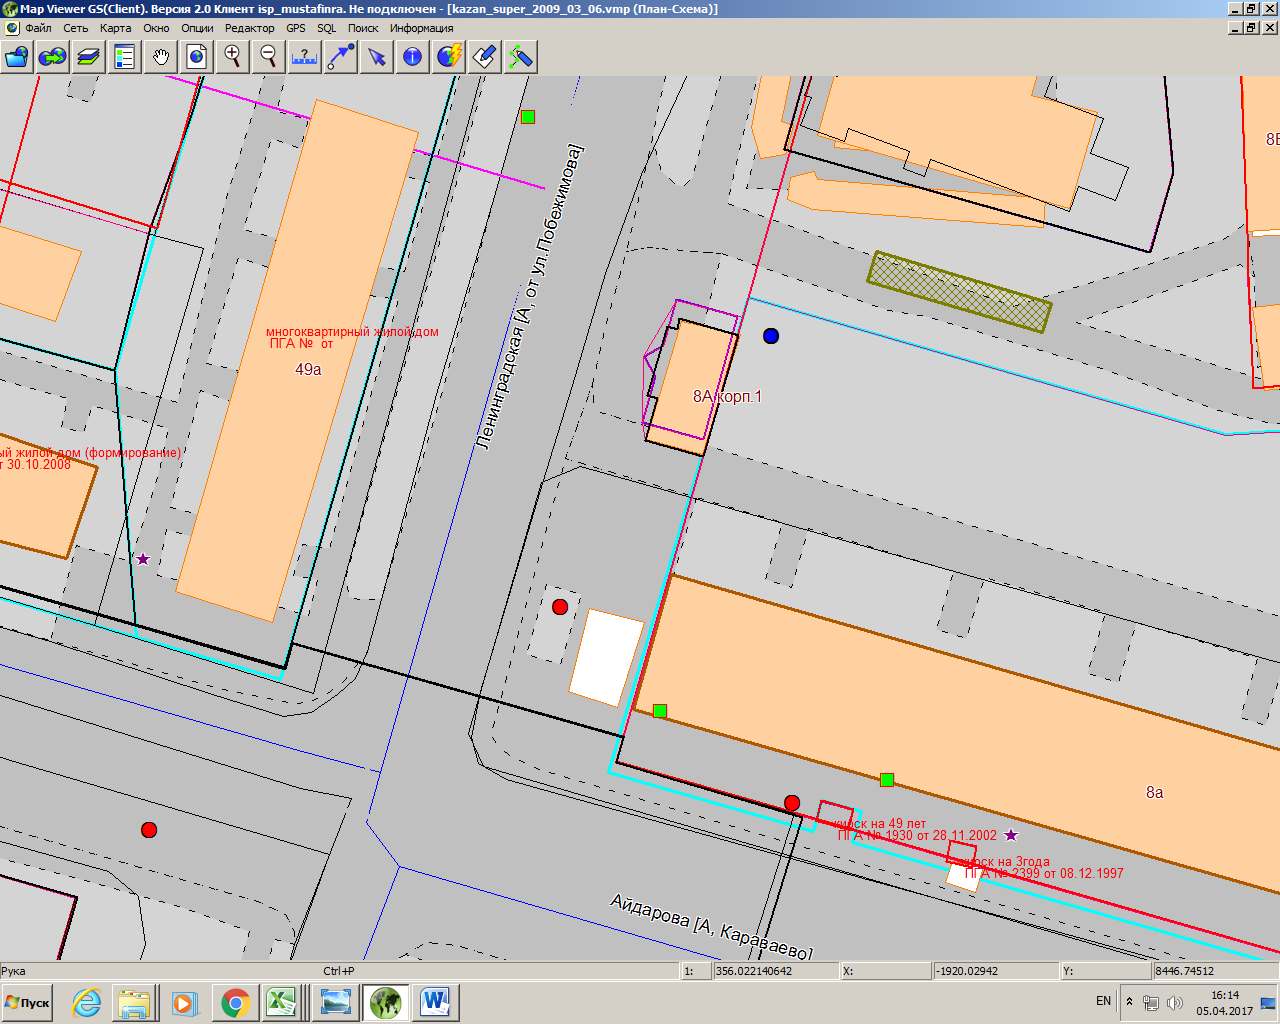 Map Viewer GS(Client). Версия 2.0 Клиент isp_mustafinra. Не подключен - [kazan_super_2009_03_06.vmp (План-Схема)]
Файл Сеть Карта Окно Опции Редактор GPS SQL Поиск Информация
8Б
Ленинградская [А, от ул.Побежимова]
многоквартирный жилой дом
ПГА № от
49а
8А корп.1
ый жилой дом (формирование)
т 30.10.2008
8а
киоск на 49 лет
ПГА № 1930 от 28.11.2002
киоск на 3года
ПГА № 2399 от 08.12.1997
Айдарова [А, Караваево]
Рука Ctrl+P 1: 356.022140642 X: -1920.02942 Y: 8446.74512
Пуск EN 16:14
05.04.2017